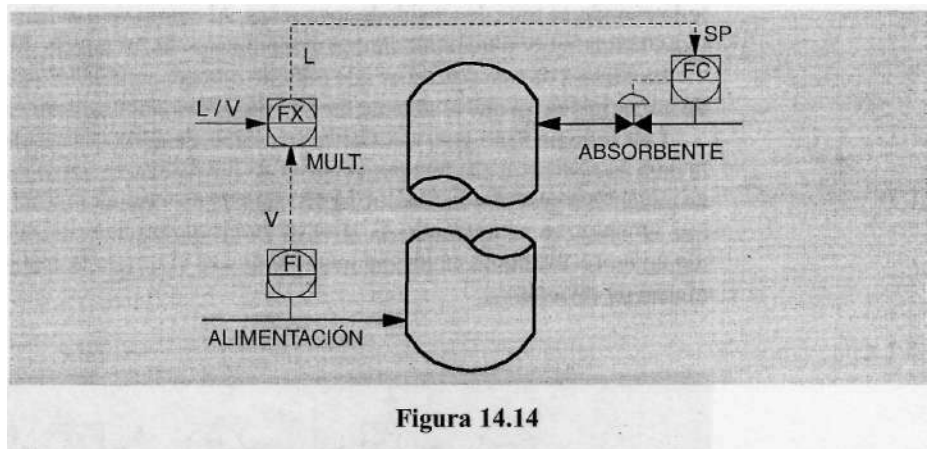 SP
L
FC
L / V
FX
MULT.
ABSORBENTE
V
FI
ALIMENTACIÓN
Figura 14.14